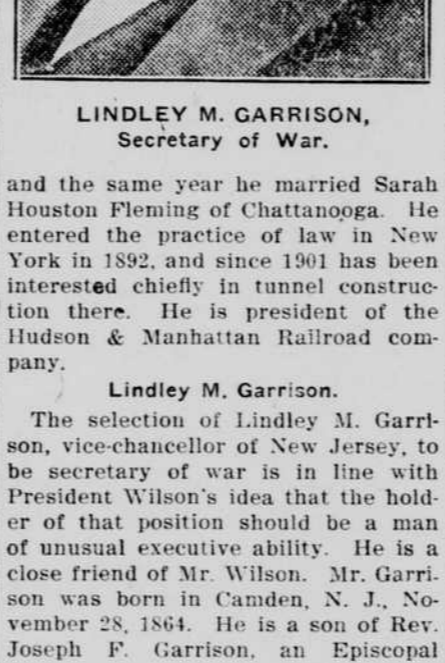 LINDLEY M. GARRISON,
Secretary of War.
and the same year he married Sarah
Houston Fleming of Chattanooga. He
entered the practice of law in New
York in 1892, and since 1901 has been
interested chiefly in tunnel construc-
tion there. He is president of the
Hudson & Manhattan Railroad com-
pany.
Lindley M. Garrison.
The selection of Lindley M. Garri-
son, vice-chancellor of New Jersey, to
be secretary of war is in line with
President Wilson's idea that the hold-
er of that position should be a man
of unusual executive ability. He is a
close friend of Mr. Wilson. Mr. Garri-
son was born in Camden, N. J., No-
vember 28, 1864. He is a son of Rev.
Joseph F. Garrison, an Episcopal